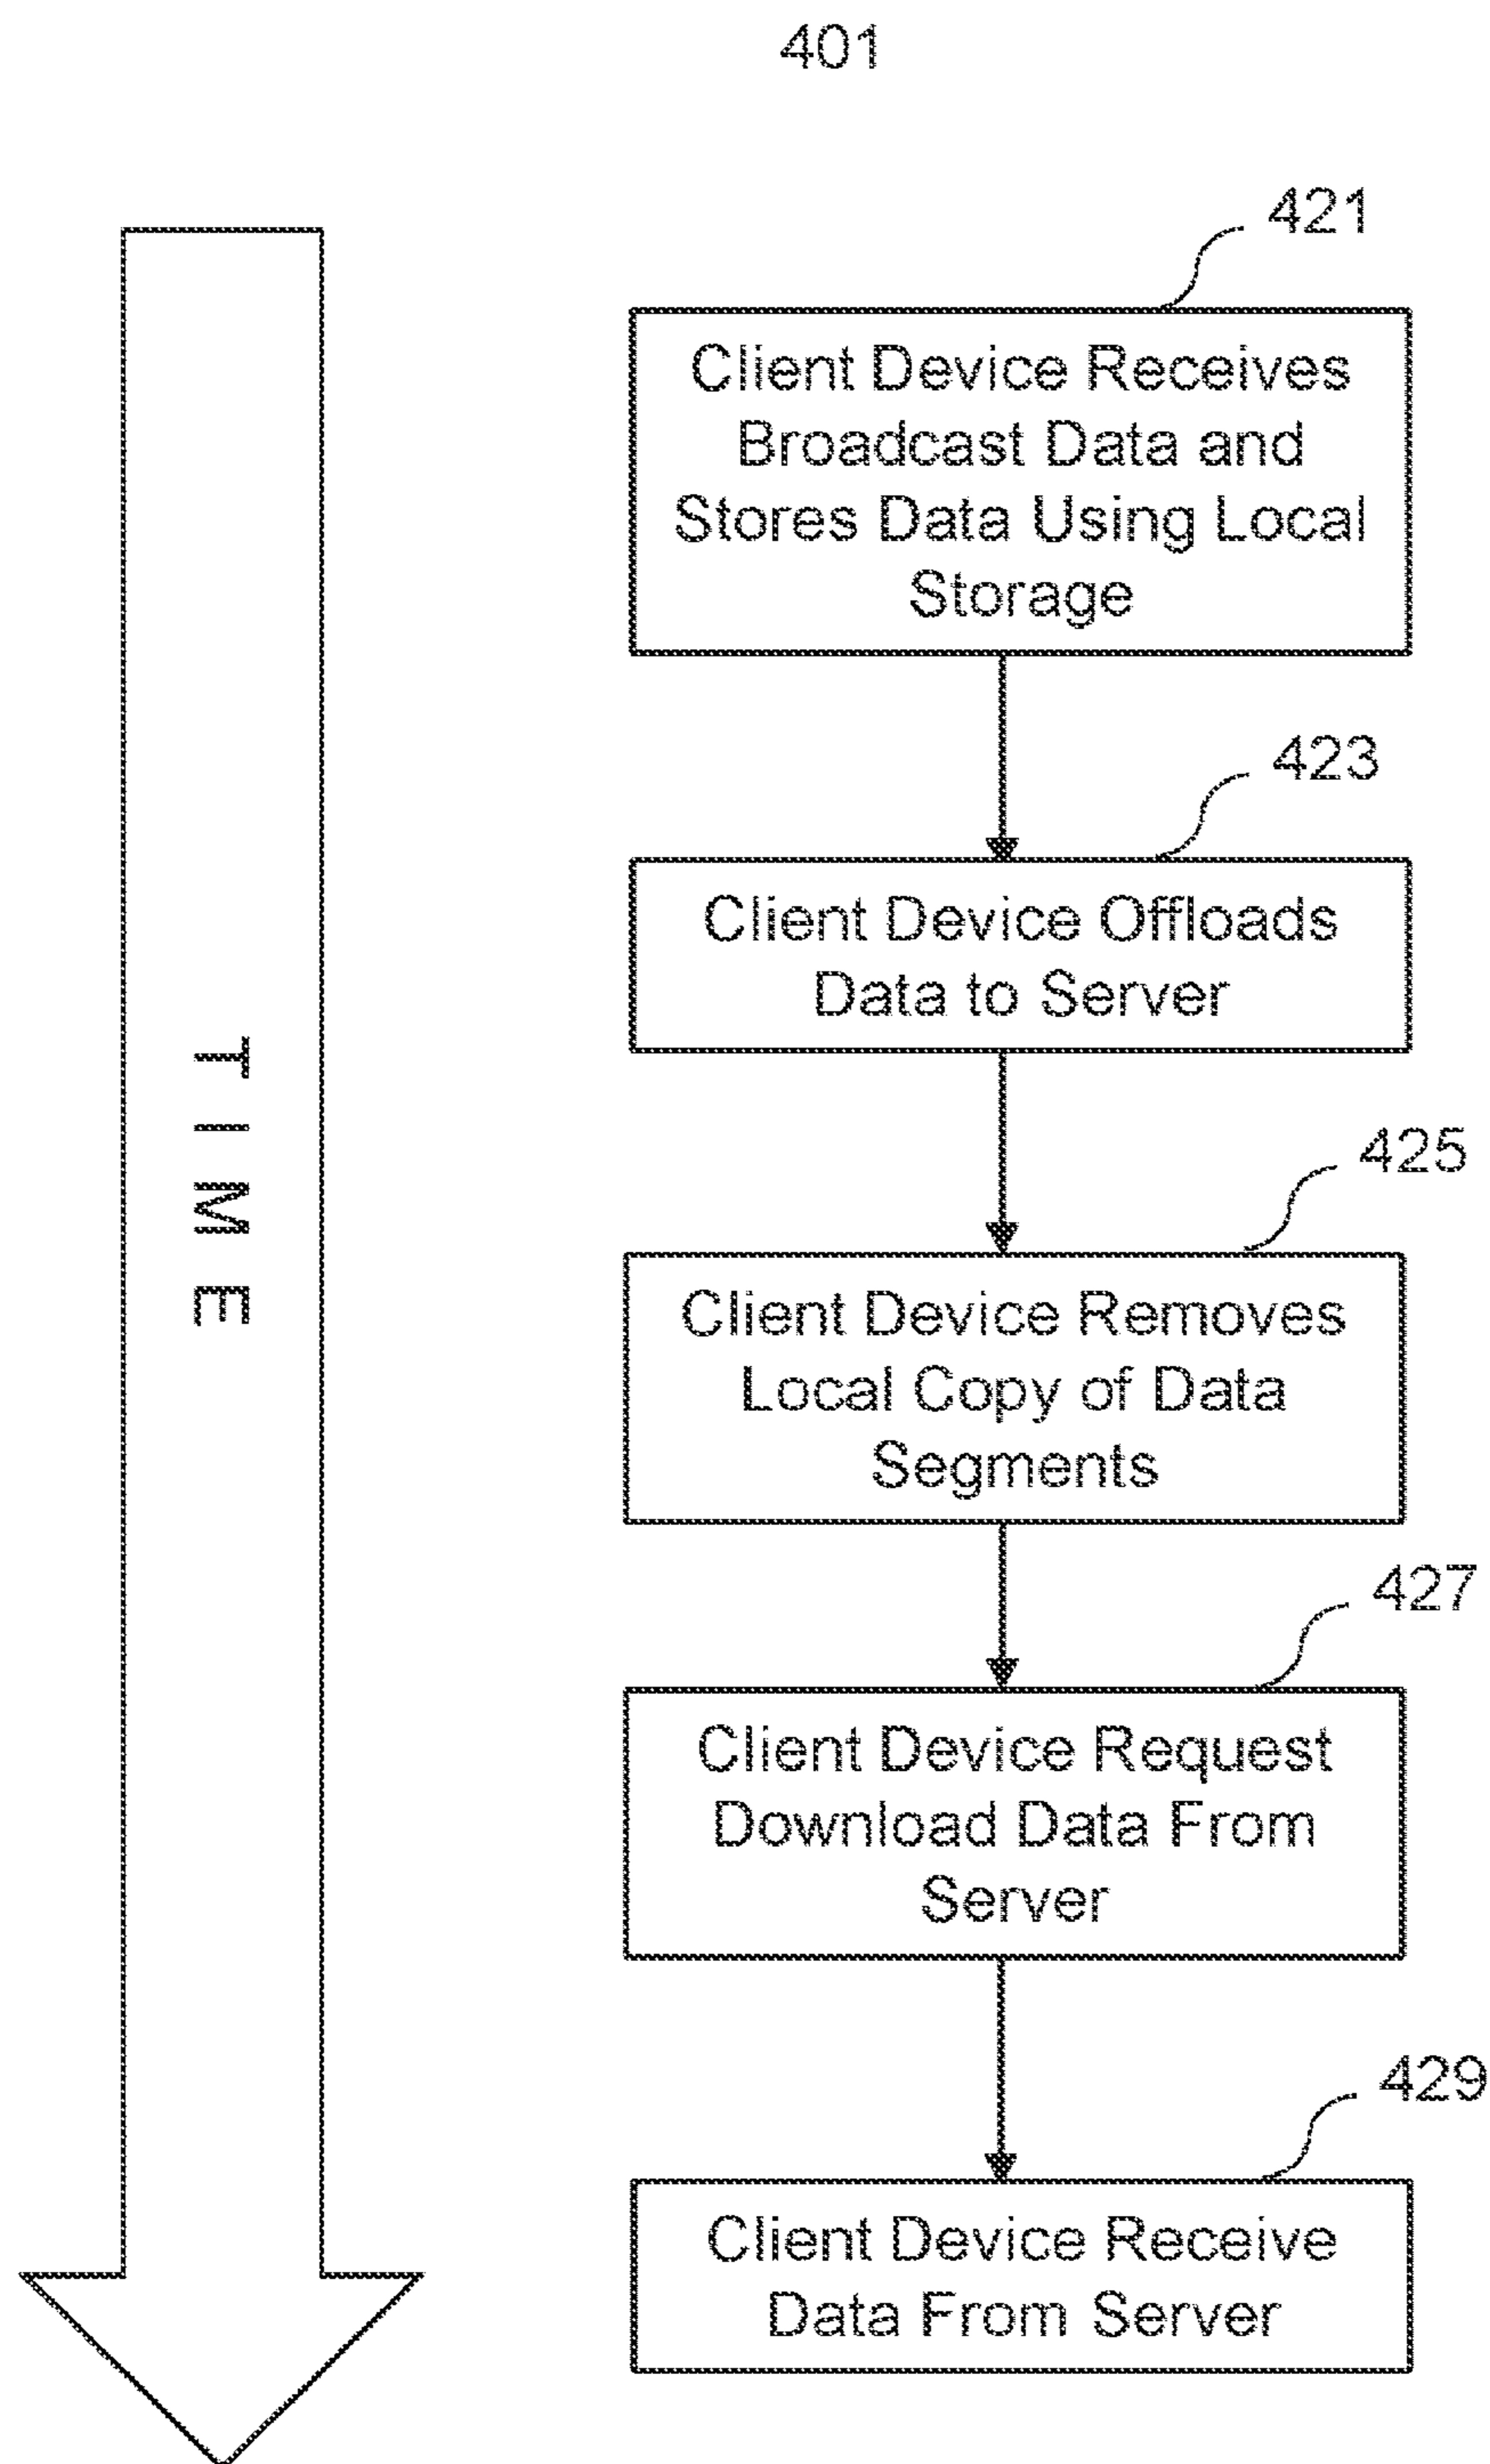 401
421
Client Device Receives
Broadcast Data and
Stores Data Using Local
Storage
423
Client Device Offloads
Data to Server
425
Client Device Removes
Local Copy of Data
Segments
427
Client Device Request
Download Data From
Server
429
Client Device Receive
Data From Server
TIME